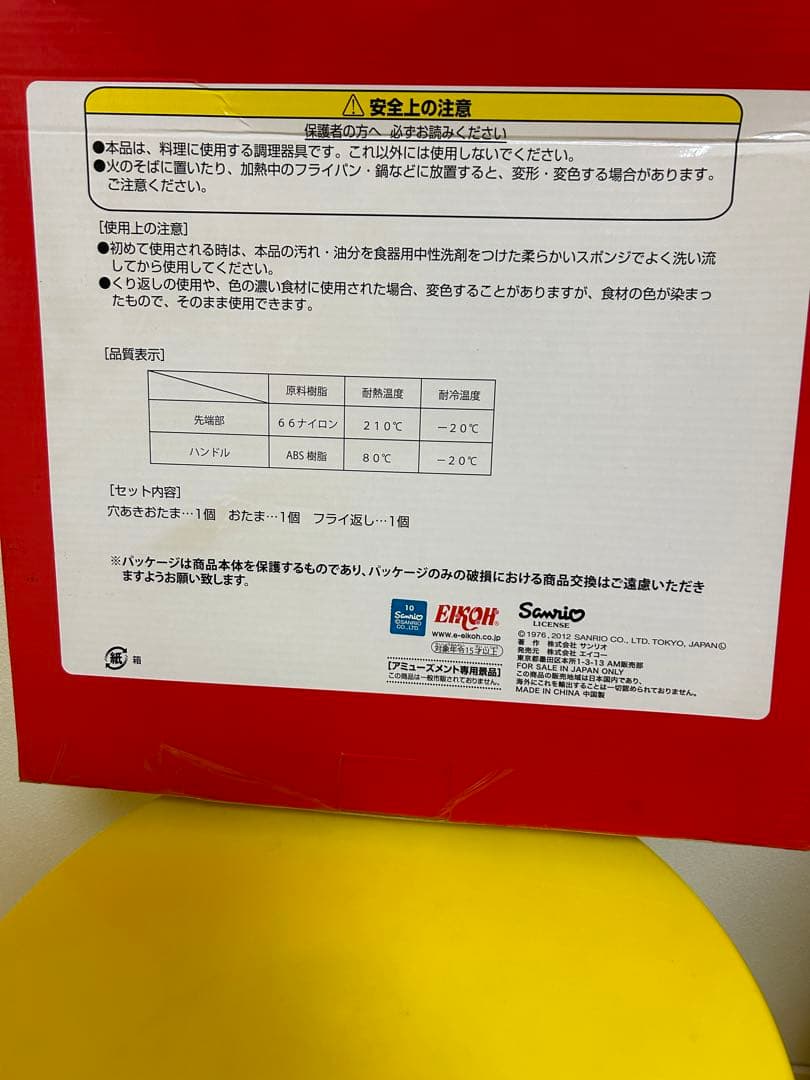 ⚠安全上の注意
保護者の方へ 必ずお読みください
●本品は、料理に使用する調理器具です。これ以外には使用しないでください。
●火のそばに置いたり、加熱中のフライパン・鍋などに放置すると、変形・変色する場合があります。
ご注意ください。
[使用上の注意]
●初めて使用される時は、本品の汚れ・油分を食器用中性洗剤をつけた柔らかいスポンジでよく洗い流
してから使用してください。
●くり返しの使用や、色の濃い食材に使用された場合、変色することがありますが、食材の色が染まっ
たもので、そのまま使用できます。
[品質表示]
原料樹脂 耐熱温度 耐冷温度
先端部 66ナイロン 210℃ −20℃
ハンドル ABS樹脂 80℃ −20℃
[セット内容]
穴あきおたま…1個 おたま…1個 フライ返し…1個
※パッケージは商品本体を保護するものであり、パッケージのみの破損における商品交換はご遠慮いただき
ますようお願い致します。
紙 箱
10
Sanrio
©SANRIO
CO., LTD.
EIKOH®
www.e-eikoh.co.jp
対象年令15才以上
[アミューズメント専用景品]
この商品は一般市販されておりません。
Sanrio
LICENSE
©1976, 2012 SANRIO CO., LTD. TOKYO, JAPAN Ⓛ
著 作 株式会社 サンリオ
発売元 株式会社 エイコー
東京都墨田区本所1-3-13 AM販売部
FOR SALE IN JAPAN ONLY
この商品の販売地域は日本国内であり、
海外にこれを輸出することは一切認められておりません。
MADE IN CHINA 中国製